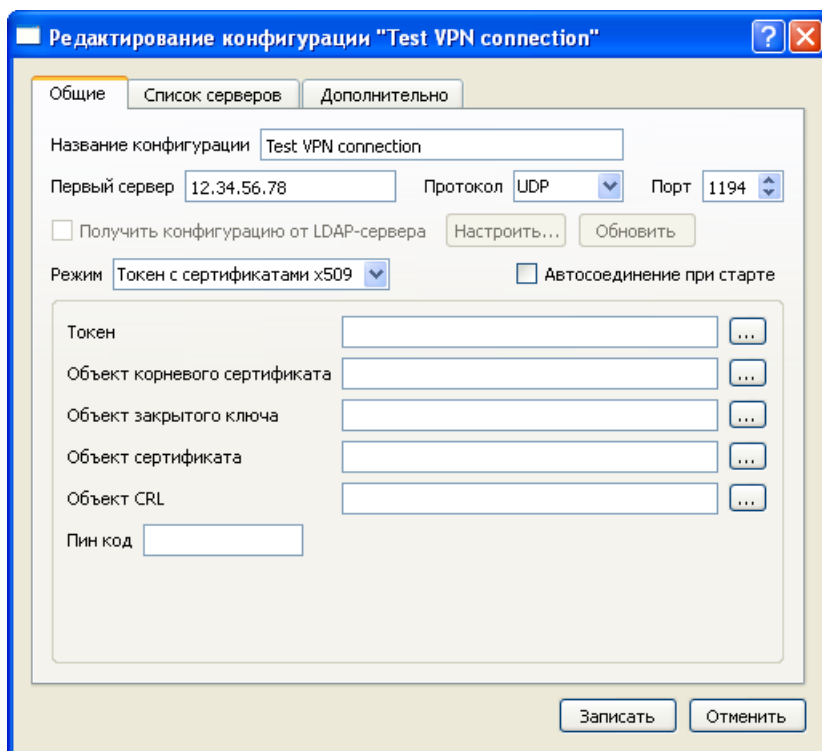 Редактирование конфигурации "Test VPN connection"
Общие Список серверов Дополнительно
Название конфигурации Test VPN connection
Первый сервер 12.34.56.78 Протокол UDP Порт 1194
Получить конфигурацию от LDAP-сервера Настроить... Обновить
Режим Токен с сертификатами x509 Автосоединение при старте
Токен ...
Объект корневого сертификата ...
Объект закрытого ключа ...
Объект сертификата ...
Объект CRL ...
Пин код
Записать Отменить